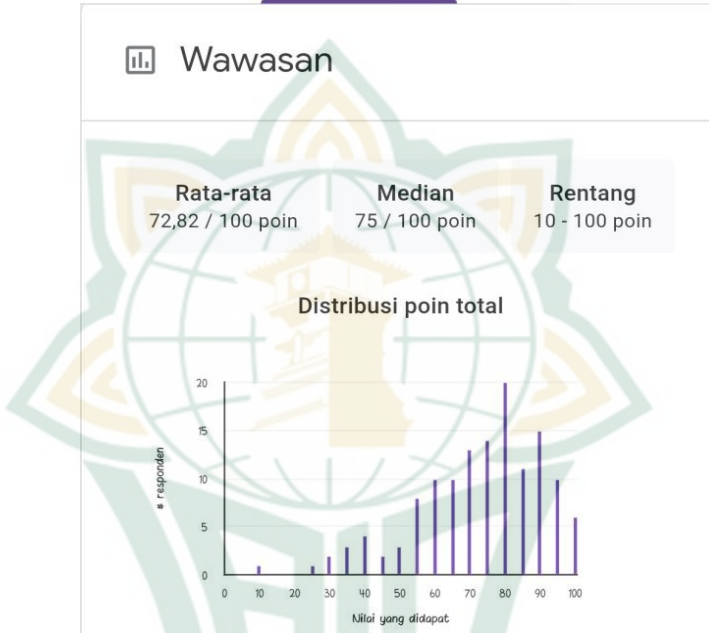 Wawasan
Rata-rata Median Rentang
72,82 / 100 poin 75 / 100 poin 10 - 100 poin
Distribusi poin total
20
15
10
5
0
# responden
0 10 20 30 40 50 60 70 80 90 100
Nilai yang didapat